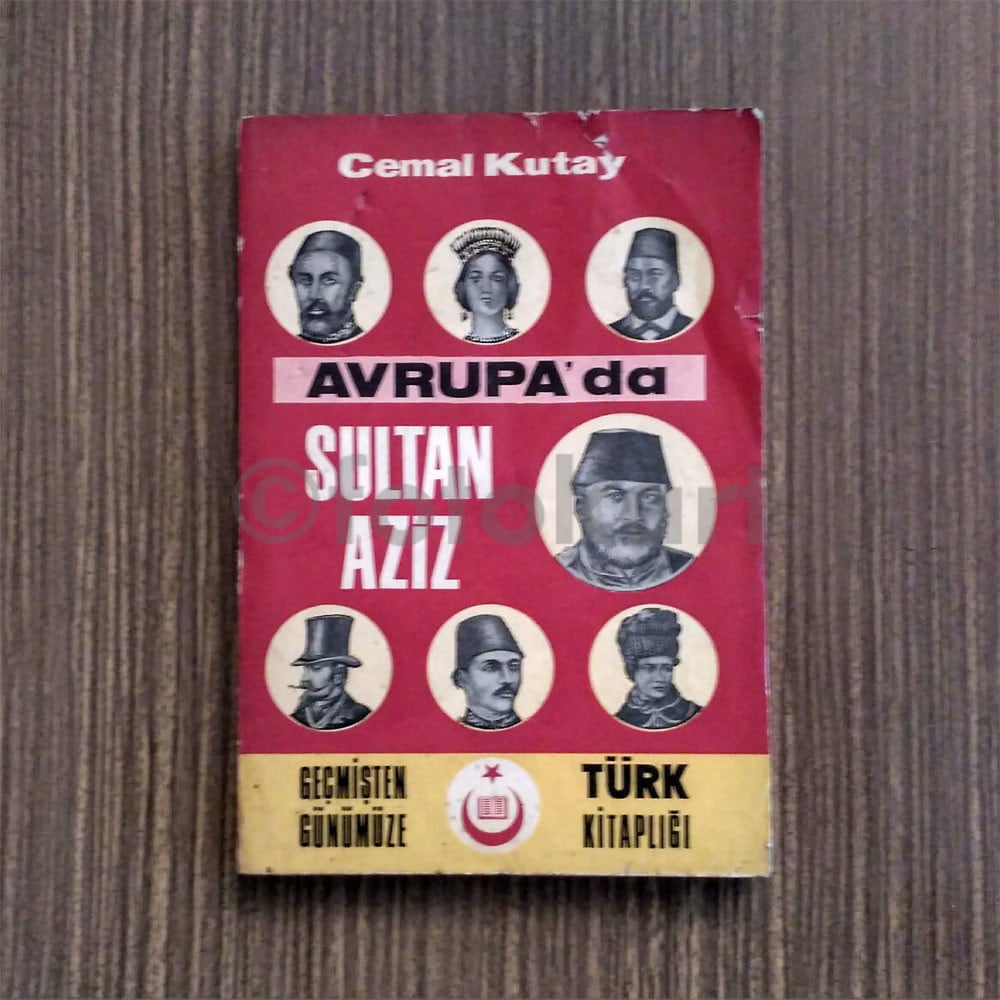 Cemal Kutay
AVRUPA'da
SULTAN
AZİZ
GEÇMİŞTEN
GÜNÜMÜZE
TÜRK
KİTAPLIĞI